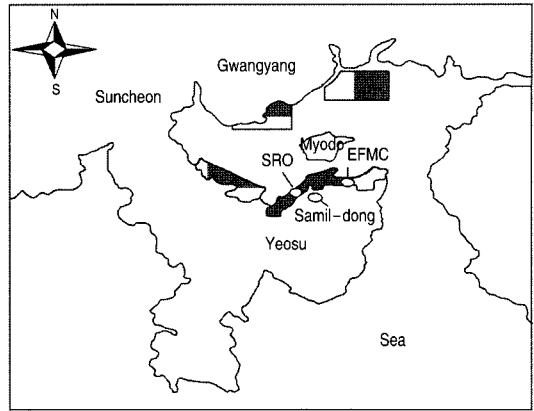 N
S
Gwangyang
Suncheon
Myodo
EFMC
SRO
Samil-dong
Yeosu
Sea